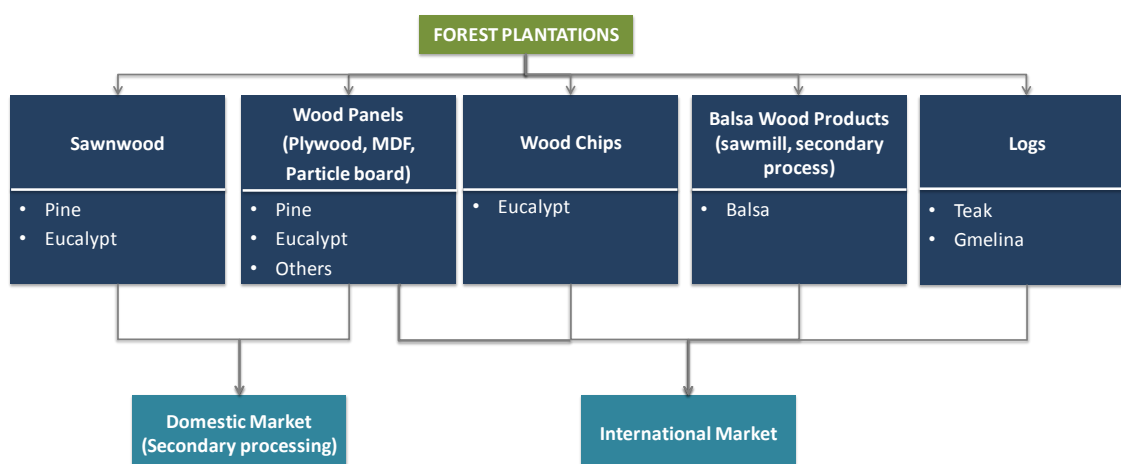 FOREST PLANTATIONS
Sawnwood
• Pine
• Eucalypt
Wood Panels
(Plywood, MDF,
Particle board)
• Pine
• Eucalypt
• Others
Wood Chips
• Eucalypt
Balsa Wood Products
(sawmill, secondary
process)
• Balsa
Logs
• Teak
• Gmelina
Domestic Market
(Secondary processing)
International Market